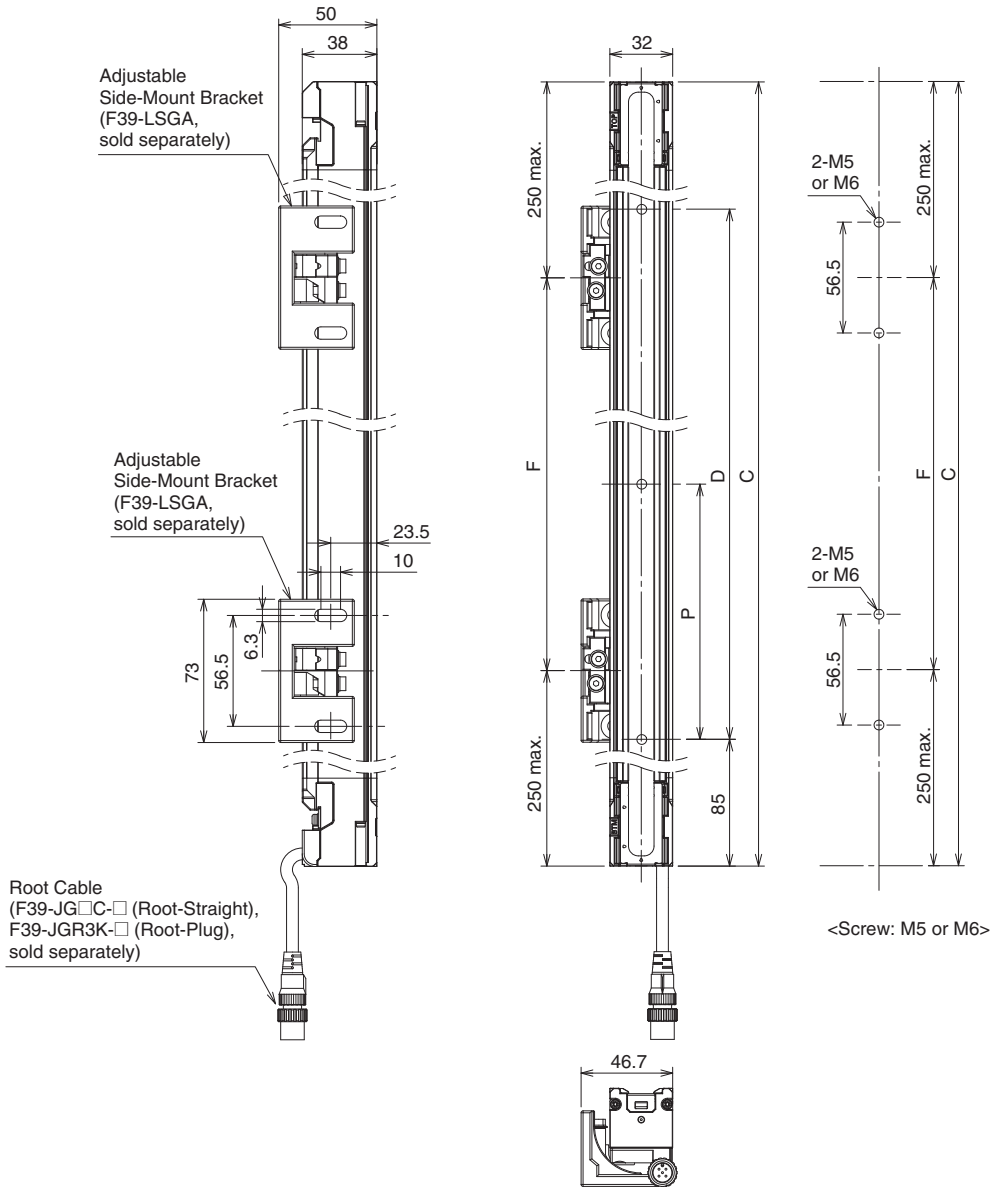 50
38
32
Adjustable
Side-Mount Bracket
(F39-LSGA,
sold separately)
TOP
250 max.
250 max.
2-M5
or M6
56.5
F
D
C
F
C
Adjustable
Side-Mount Bracket
(F39-LSGA,
sold separately)
23.5
10
P
2-M5
or M6
6.3
56.5
73
56.5
250 max.
85
250 max.
BTM
Root Cable
(F39-JG□C-□ (Root-Straight),
F39-JGR3K-□ (Root-Plug),
sold separately)
<Screw: M5 or M6>
46.7